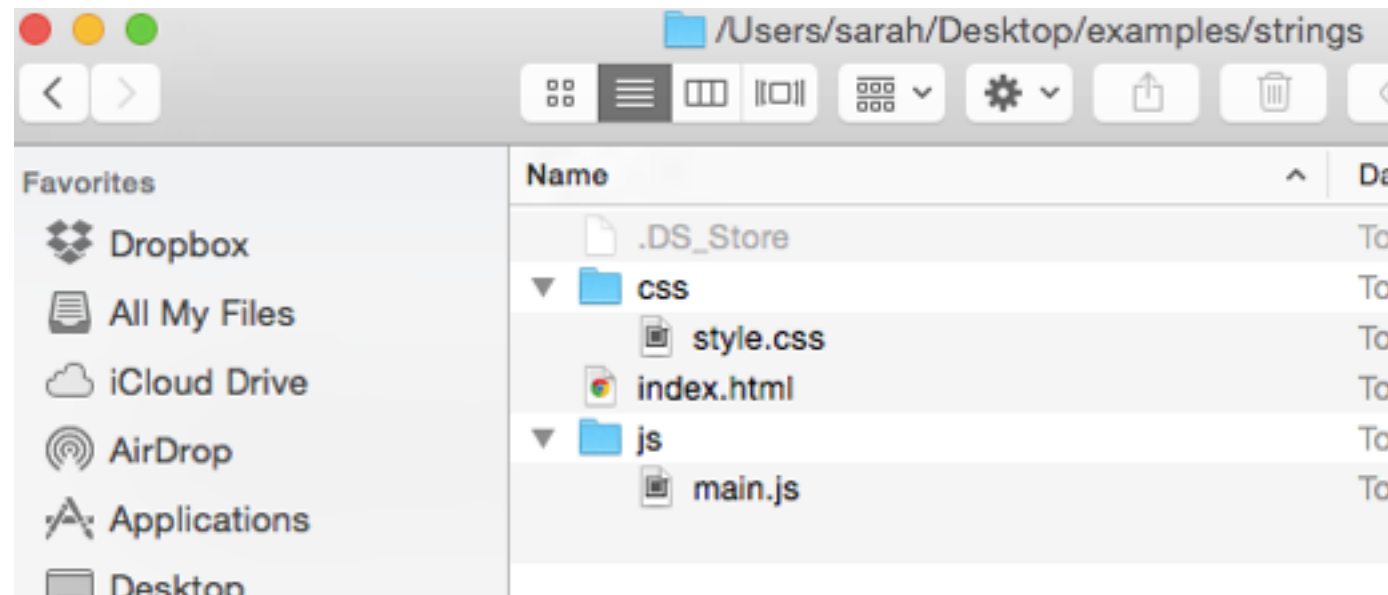 /Users/sarah/Desktop/examples/strings
Favorites
Dropbox
All My Files
iCloud Drive
AirDrop
Applications
Desktop
Name
.DS_Store
css
style.css
index.html
js
main.js